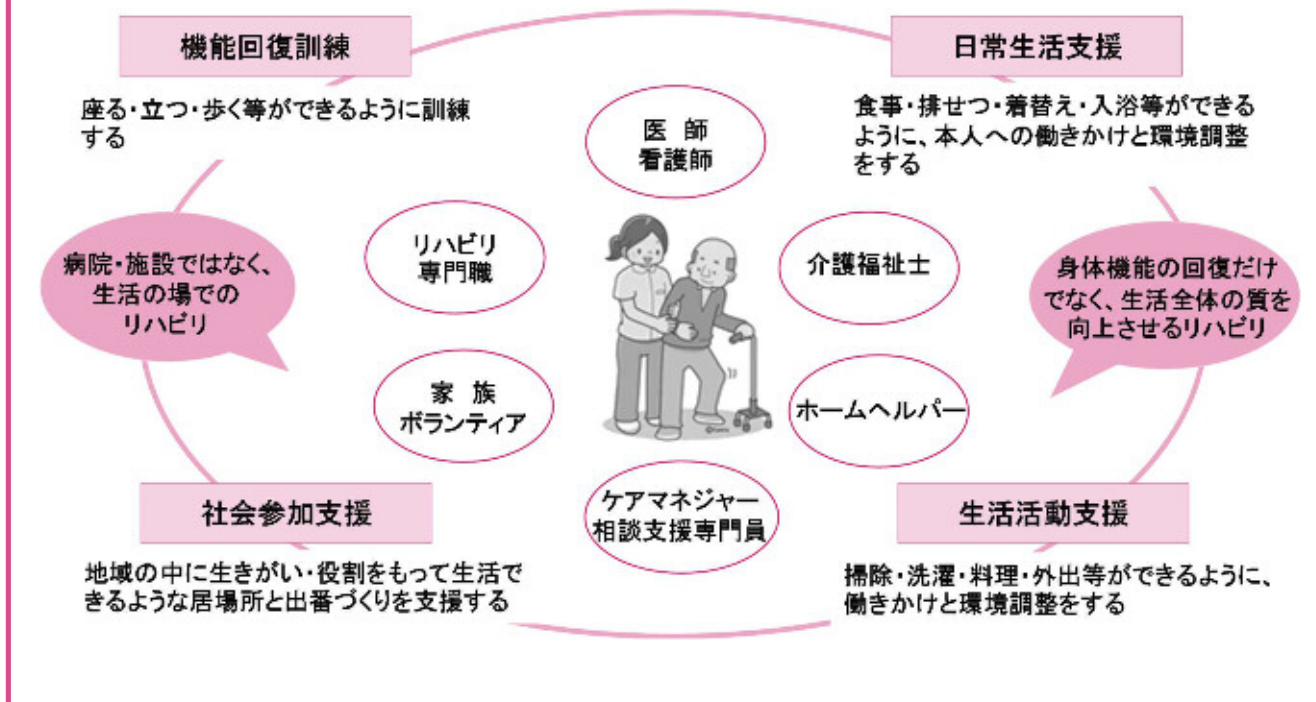 機能回復訓練
座る・立つ・歩く等ができるように訓練
する
日常生活支援
食事・排せつ・着替え・入浴等ができる
ように、本人への働きかけと環境調整
をする
医 師
看護師
リハビリ
専門職
介護福祉士
病院・施設ではなく、
生活の場での
リハビリ
身体機能の回復だけ
でなく、生活全体の質を
向上させるリハビリ
家 族
ボランティア
ホームヘルパー
ケアマネジャー
相談支援専門員
社会参加支援
地域の中に生きがい・役割をもって生活で
きるような居場所と出番づくりを支援する
生活活動支援
掃除・洗濯・料理・外出等ができるように、
働きかけと環境調整をする